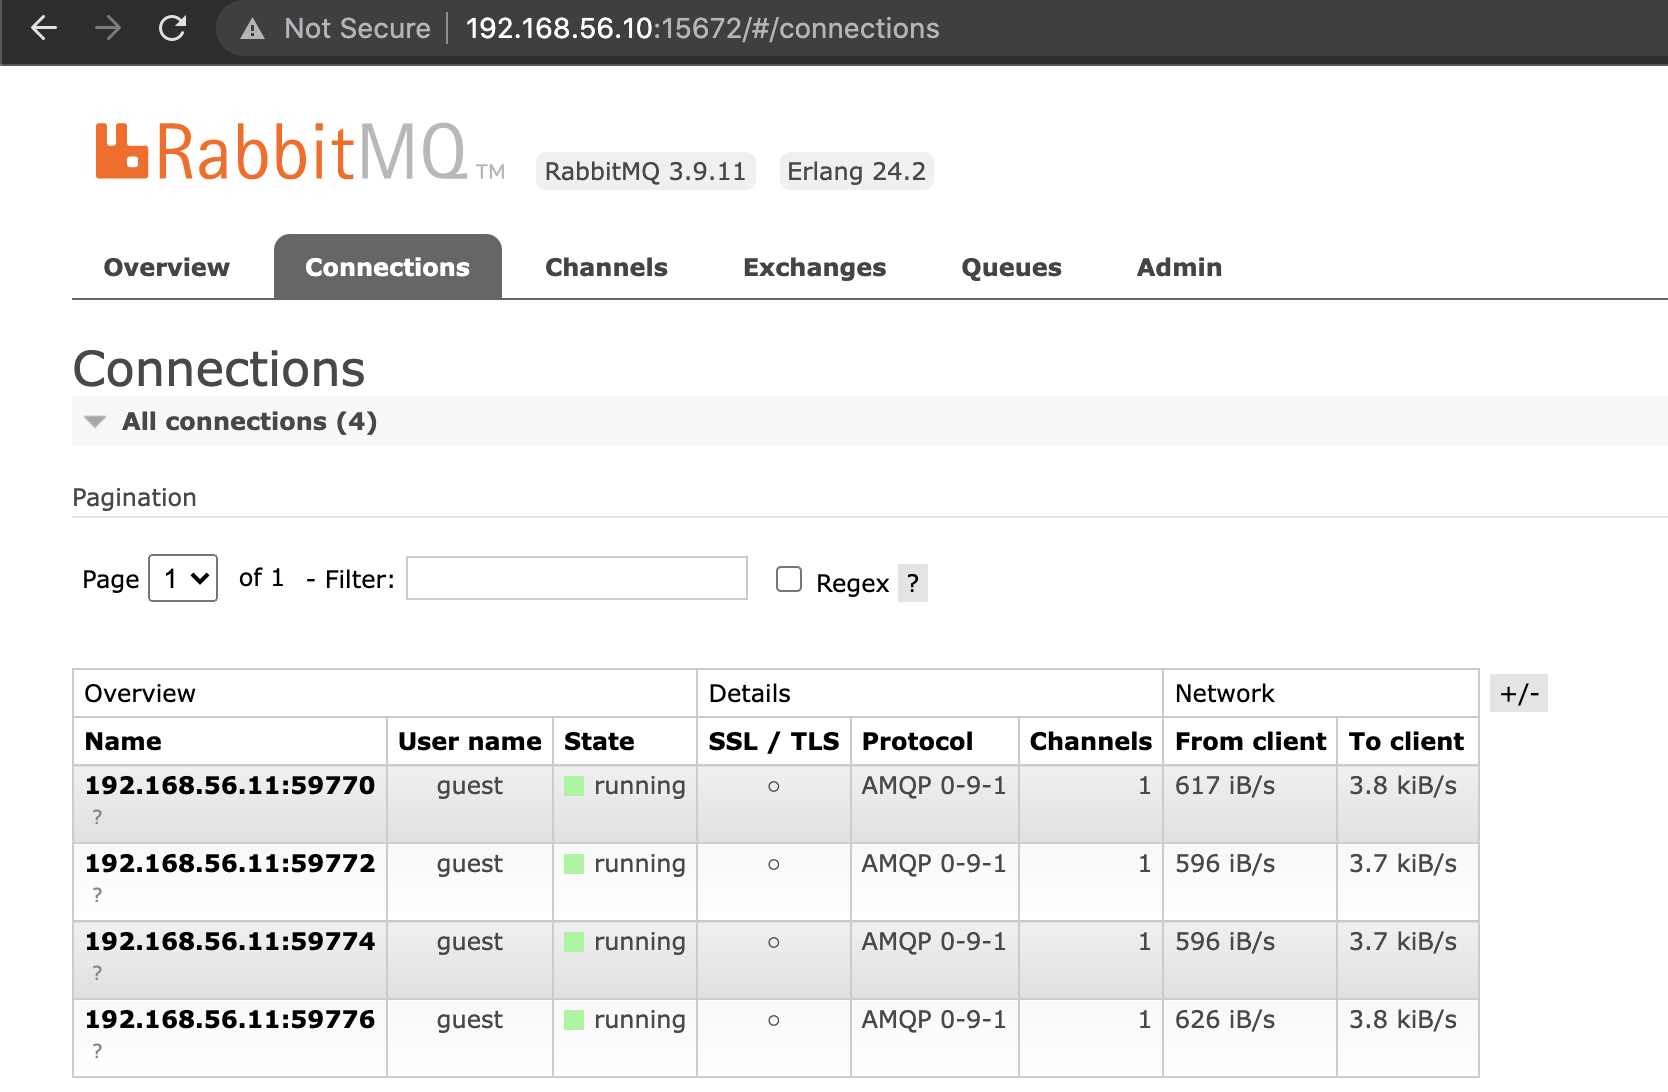 Not Secure | 192.168.56.10:15672/#/connections
RabbitMQ TM RabbitMQ 3.9.11 Erlang 24.2
Overview Connections Channels Exchanges Queues Admin
Connections
All connections (4)
Pagination
Page 1 of 1 - Filter: Regex ?
Overview Details Network +/-
Name User name State SSL / TLS Protocol Channels From client To client
192.168.56.11:59770 guest running ○ AMQP 0-9-1 1 617 iB/s 3.8 kiB/s
?
192.168.56.11:59772 guest running ○ AMQP 0-9-1 1 596 iB/s 3.7 kiB/s
?
192.168.56.11:59774 guest running ○ AMQP 0-9-1 1 596 iB/s 3.7 kiB/s
?
192.168.56.11:59776 guest running ○ AMQP 0-9-1 1 626 iB/s 3.8 kiB/s
?